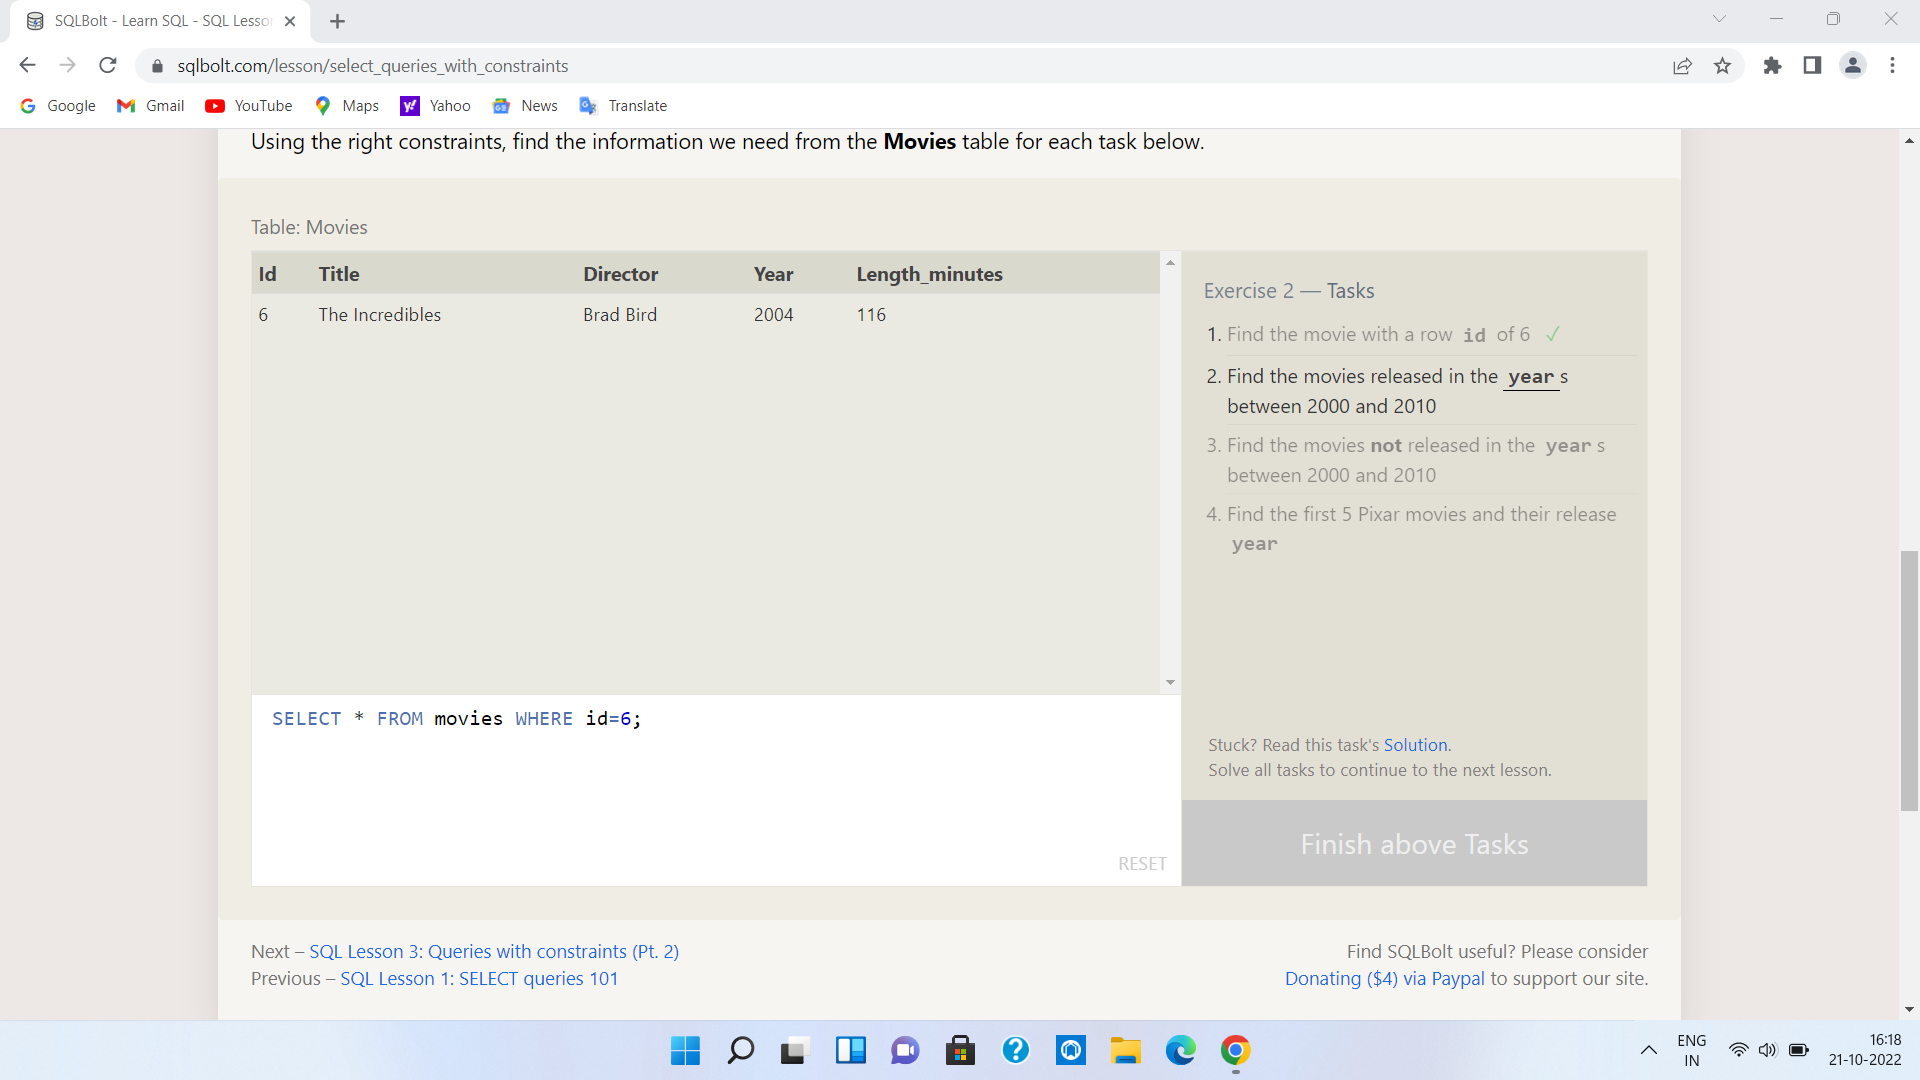 SQLBolt - Learn SQL - SQL Lesso
sqlbolt.com/lesson/select_queries_with_constraints
Google
Gmail
YouTube
Maps
Yahoo
News
Translate
Using the right constraints, find the information we need from the Movies table for each task below.
Table: Movies
Id Title Director Year Length_minutes
6 The Incredibles Brad Bird 2004 116
SELECT * FROM movies WHERE id=6;
RESET
Exercise 2 — Tasks
1. Find the movie with a row id of 6 ✓
2. Find the movies released in the year s
between 2000 and 2010
3. Find the movies not released in the year s
between 2000 and 2010
4. Find the first 5 Pixar movies and their release
year
Stuck? Read this task's Solution.
Solve all tasks to continue to the next lesson.
Finish above Tasks
Next – SQL Lesson 3: Queries with constraints (Pt. 2)
Previous – SQL Lesson 1: SELECT queries 101
Find SQLBolt useful? Please consider
Donating ($4) via Paypal to support our site.
ENG
IN
16:18
21-10-2022